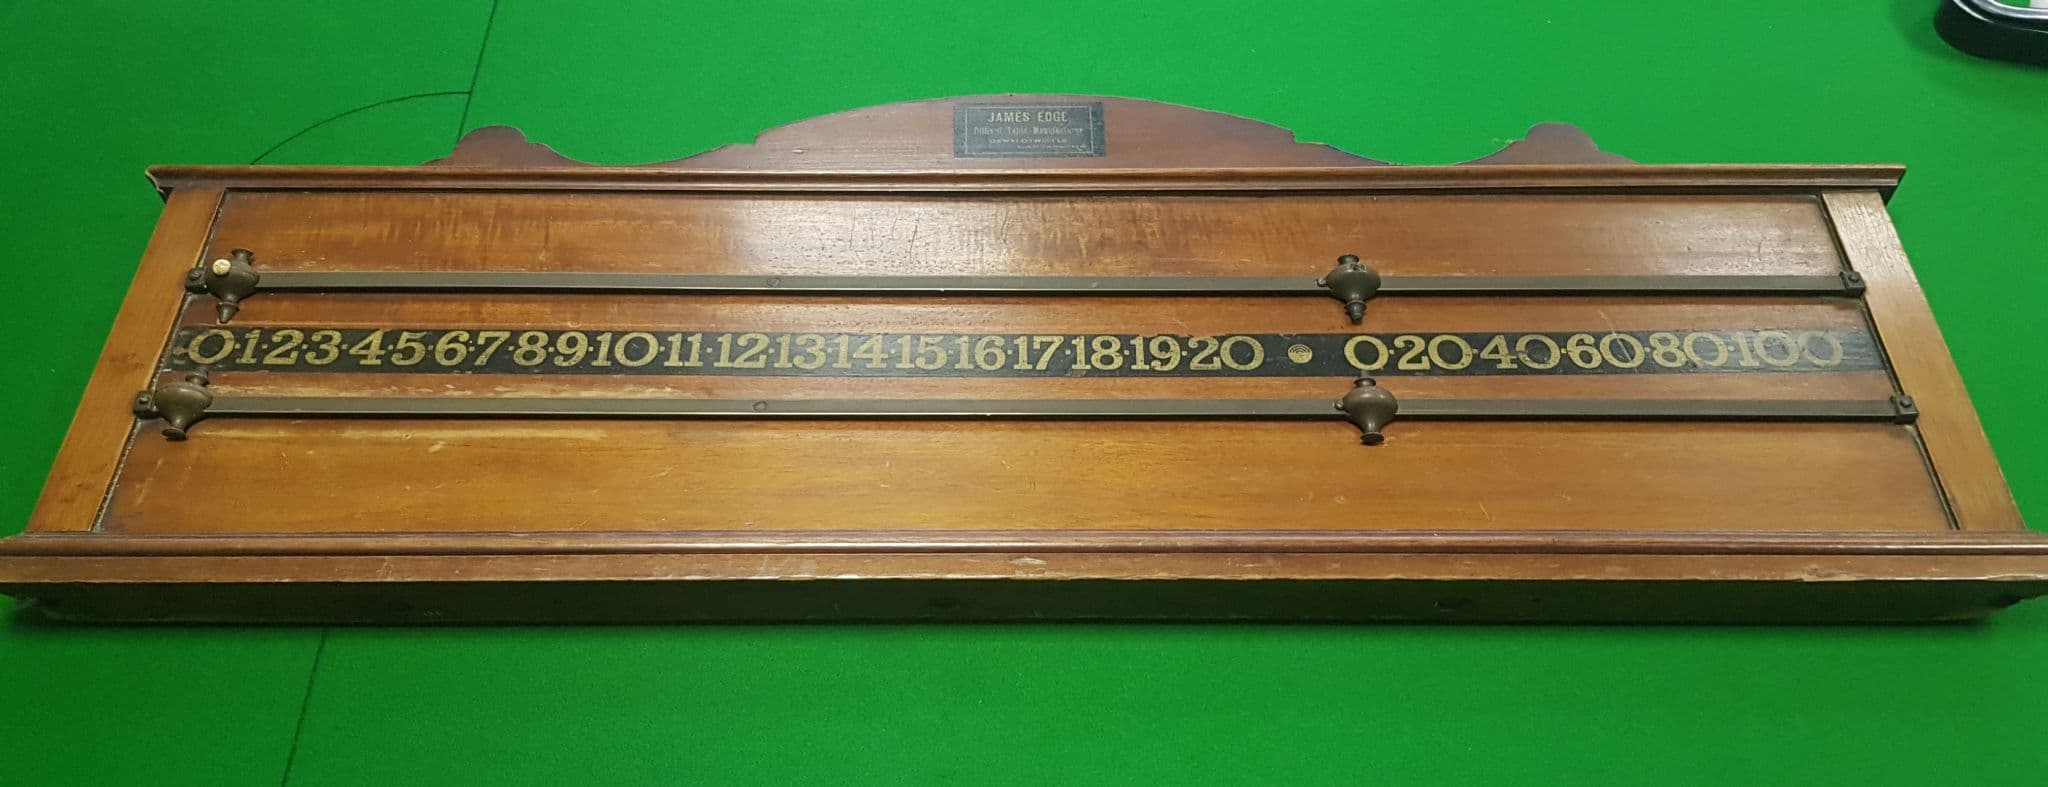 JAMES EDGE
Billiard Table Manufacturer
OSWALDTWISTLE
0·1·2·3·4·5·6·7·8·9·10·11·12·13·14·15·16·17·18·19·20 0·20·40·60·80·100